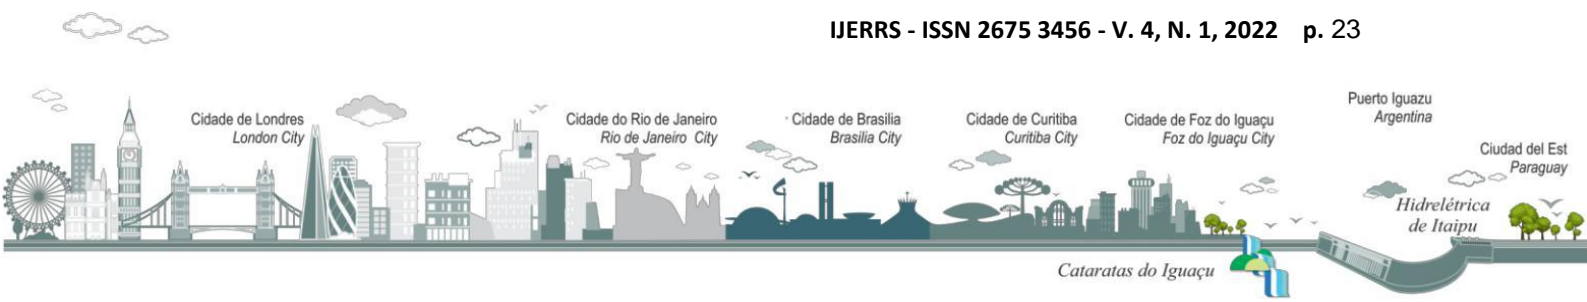 IJERRS - ISSN 2675 3456 - V. 4, N. 1, 2022 p. 23
Cidade de Londres
London City
Cidade do Rio de Janeiro
Rio de Janeiro City
Cidade de Brasilia
Brasilia City
Cidade de Curitiba
Curitiba City
Cidade de Foz do Iguaçu
Foz do Iguaçu City
Puerto Iguazu
Argentina
Ciudad del Est
Paraguay
Hidrelétrica
de Itaipu
Cataratas do Iguaçu